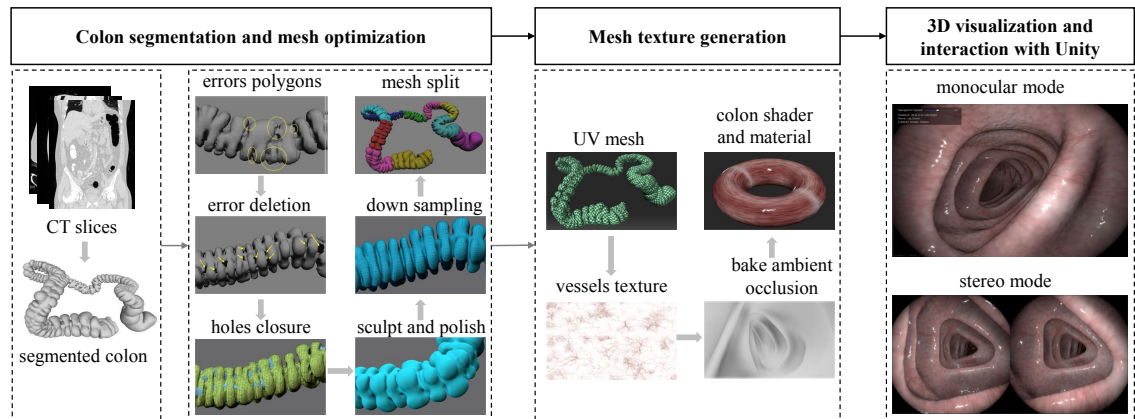 Colon segmentation and mesh optimization
Mesh texture generation
3D visualization and
interaction with Unity
CT slices
segmented colon
errors polygons
error deletion
holes closure
mesh split
down sampling
sculpt and polish
UV mesh
vessels texture
colon shader
and material
bake ambient
occlusion
monocular mode
stereo mode